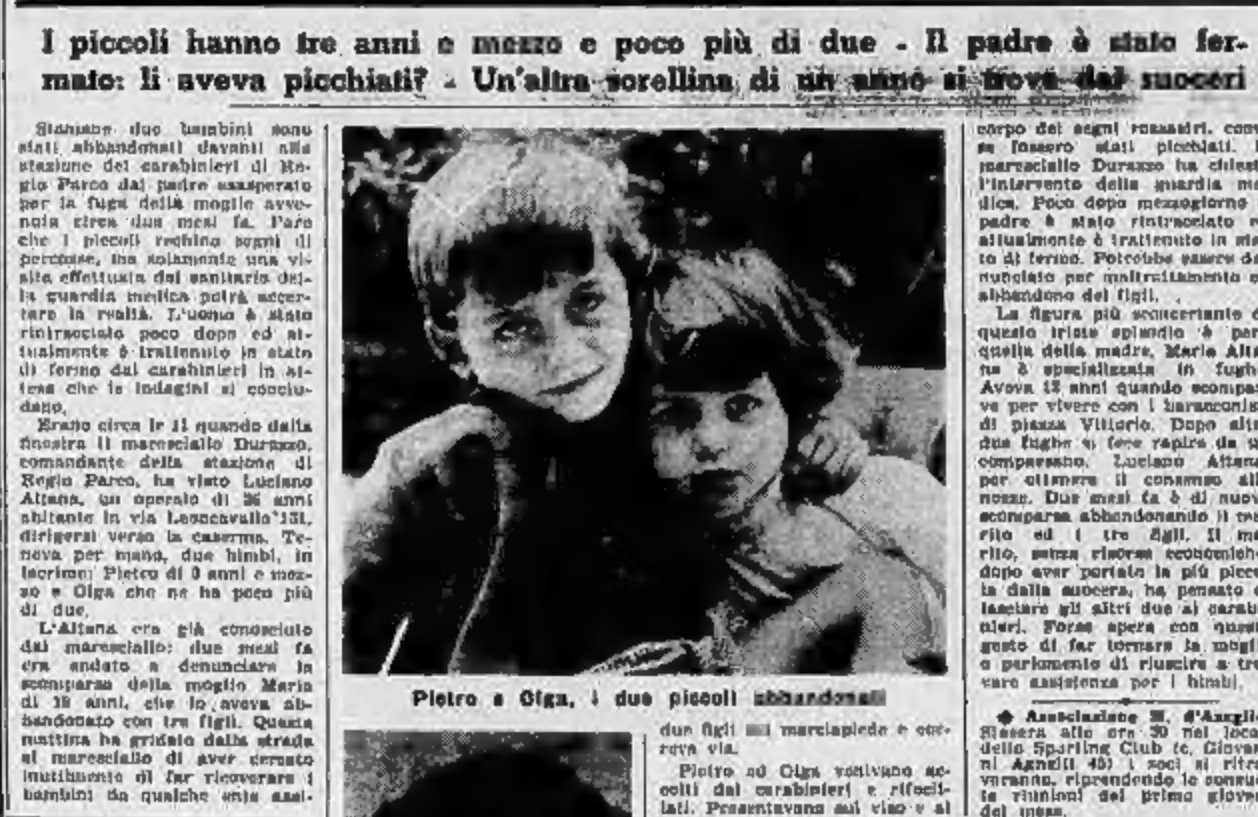 I piccoli hanno tre anni e mezzo e poco più di due - Il padre è stato fer-
mato: li aveva picchiati? - Un'altra sorellina di un anno si trova dai suoceri
Stamane due bambini sono
stati abbandonati davanti alla
stazione dei carabinieri di Re-
gio Parco dal padre esasperato
per la fuga della moglie avve-
nuta circa due mesi fa. Pare
che i piccoli rechino segni di
percosse, ma solamente una vi-
sita effettuata dal sanitario del-
la guardia medica potrà accer-
tare la realtà. L'uomo è stato
rintracciato poco dopo ed at-
tualmente è trattenuto in stato
di fermo dai carabinieri in at-
tesa che le indagini si conclu-
dano.
Erano circa le 11 quando dalla
finestra il maresciallo Durazzo,
comandante della stazione di
Regio Parco, ha visto Luciano
Altana, un operaio di 26 anni
abitante in via Leoncavallo 131,
dirigersi verso la caserma. Te-
neva per mano, due bimbi, in
lacrime: Pietro di 3 anni e mez-
zo e Olga che ne ha poco più
di due.
L'Altana era già conosciuto
dal maresciallo: due mesi fa
era andato a denunciare la
scomparsa della moglie Maria
di anni, che lo aveva ab-
bandonato con tre figli. Questa
mattina ha gridato dalla strada
al maresciallo di aver cercato
inutilmente di far ricoverare i
bambini da qualche ente assi-
Pietro e Olga, i due piccoli abbandonati
due figli sul marciapiede e cor-
reva via.
Pietro ed Olga venivano ac-
colti dai carabinieri e rifocil-
lati. Presentavano sul viso e al
corpo dei segni rossastri, com
se fossero stati picchiati. I
maresciallo Durazzo ha chiest
l'intervento della guardia me
dica. Poco dopo mezzogiorno
padre è stato rintracciato
attualmente è trattenuto in sta
to di fermo. Potrebbe essere de
nunciato per maltrattamento e
abbandono dei figli.
La figura più sconcertante d
questo triste episodio è par
quella della madre. Maria Alta
na è specializzata in fugh
Aveva 12 anni quando scompar
ve per vivere con i baracconis
di piazza Vittorio. Dopo altr
due fughe si fece rapire da u
compaesano, Luciano Altana
per ottenere il consenso all
nozze. Due mesi fa è di nuov
scomparsa abbandonando il ma
rito ed i tre figli. Il ma
rito, senza risorse economiche
dopo aver portato la più picco
la dalla suocera, ha pensato d
lasciare gli altri due ai carabi
nieri. Forse spera con quest
gesto di far tornare la mogli
o perlomeno di riuscire a tro
vare assistenza per i bimbi.
◆ Associazione M. d'Azeglio
Stasera alle ore 20 nei loca
dello Sporting Club (c. Giovan
ni Agnelli 45) i soci si ritro
veranno, riprendendo le consue
te riunioni del primo giove
del mese.